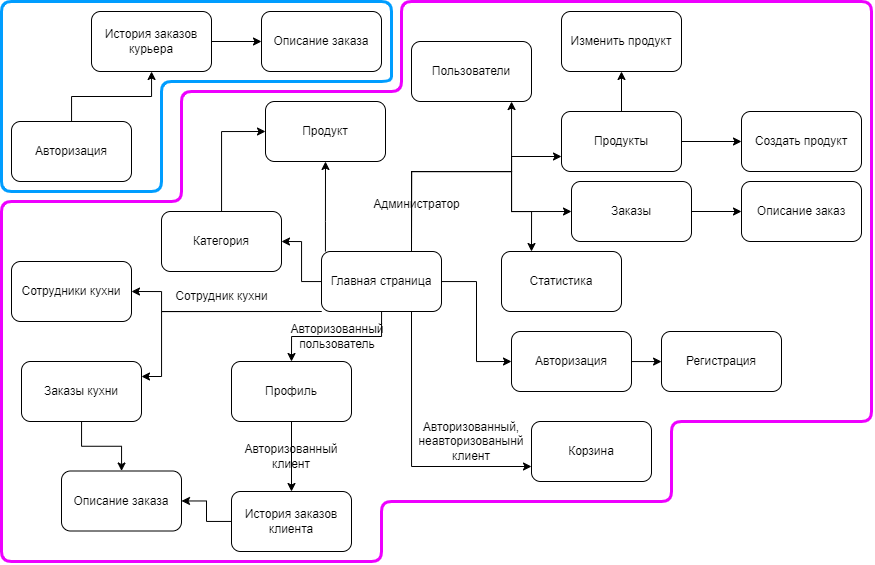 История заказов
курьера
Описание заказа
Авторизация
Изменить продукт
Пользователи
Продукт
Продукты
Создать продукт
Администратор
Заказы
Описание заказ
Категория
Главная страница
Статистика
Сотрудники кухни
Сотрудник кухни
Авторизованный
пользователь
Авторизация
Регистрация
Заказы кухни
Профиль
Авторизованный,
неавторизованынй
клиент
Корзина
Авторизованный
клиент
Описание заказа
История заказов
клиента